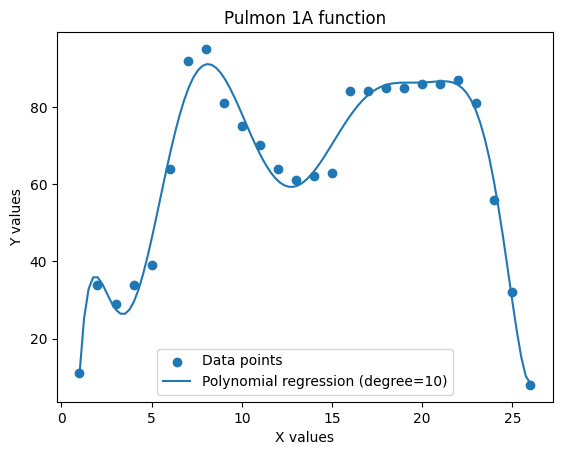 Pulmon 1A function
Y values
80
60
40
20
0
5
10
15
20
25
X values
Data points
Polynomial regression (degree=10)